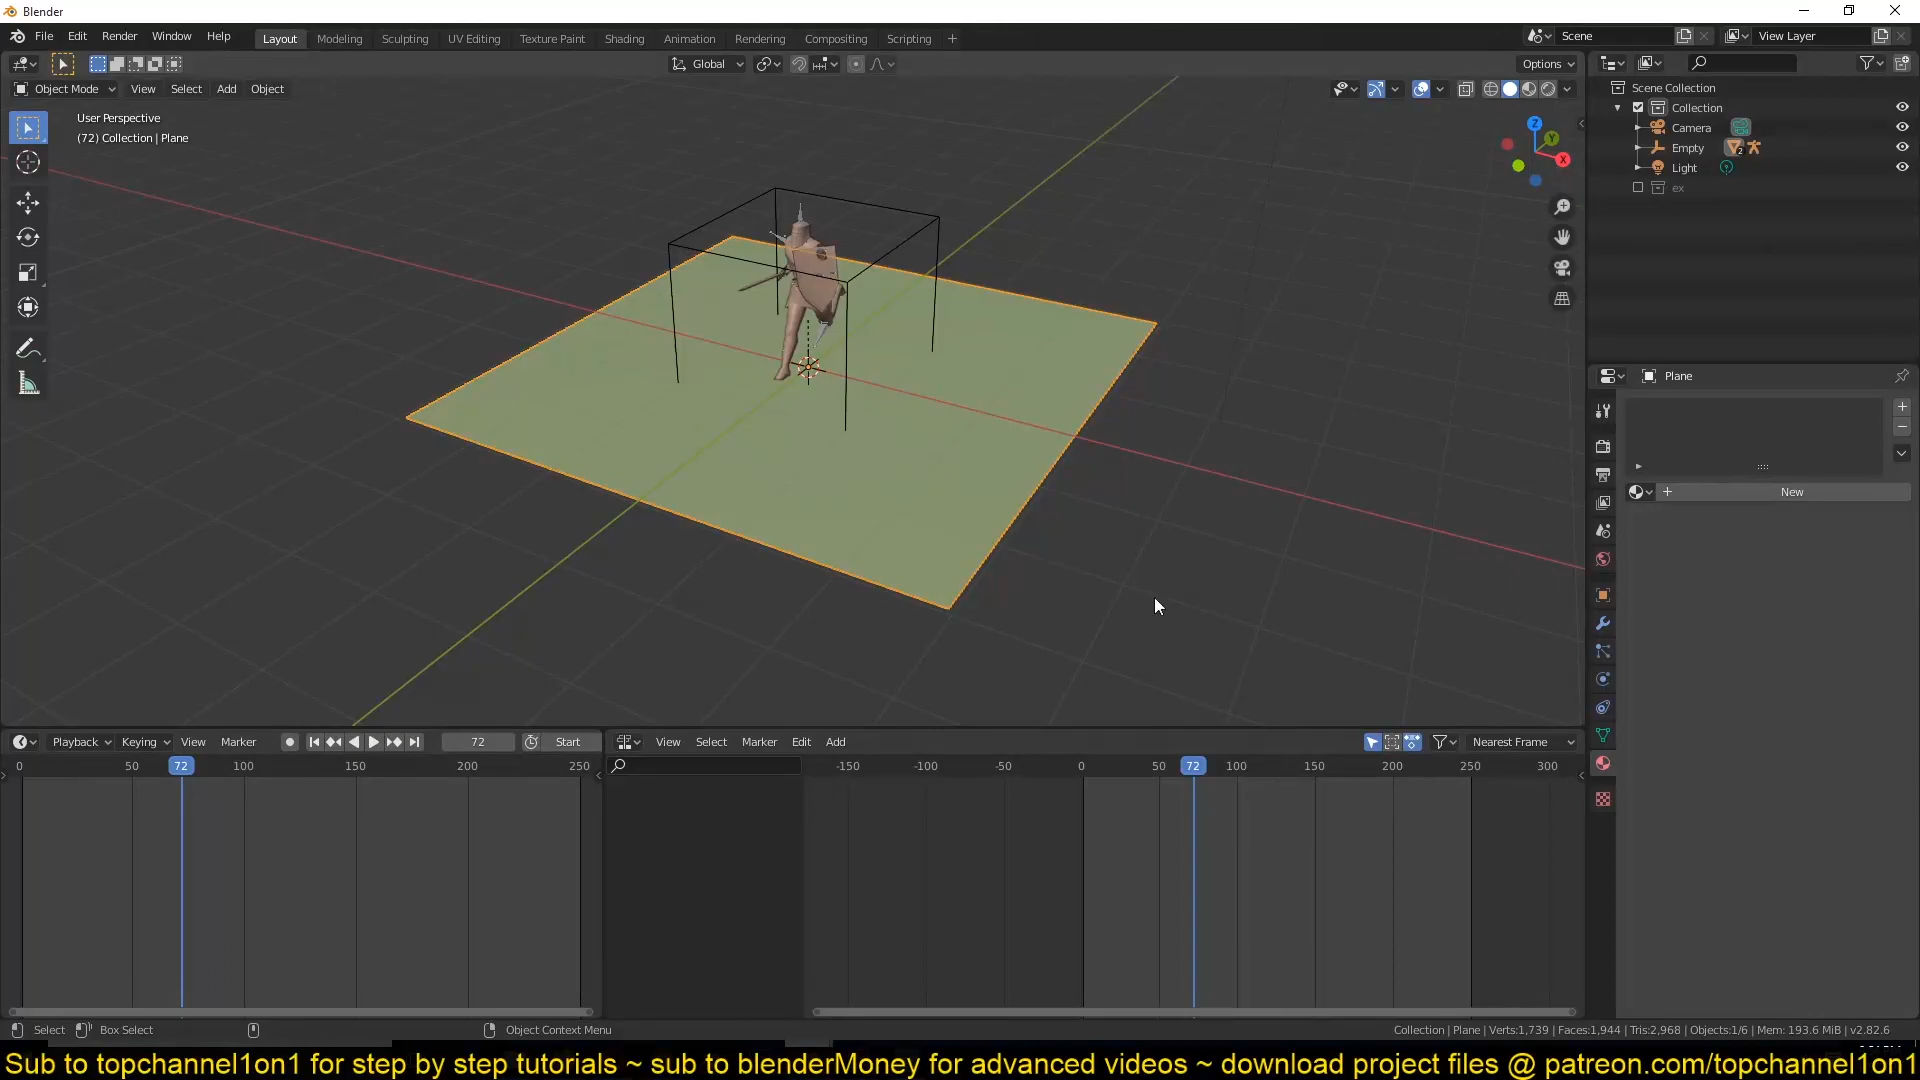 Blender
File Edit Render Window Help
Layout Modeling Sculpting UV Editing Texture Paint Shading Animation Rendering Compositing Scripting
Scene
View Layer
Global
Options
Object Mode View Select Add Object
User Perspective
(72) Collection | Plane
Z
Y
X
Scene Collection
Collection
Camera
Empty
2
Light
ex
Plane
New
Playback Keying View Marker
72
Start
View Select Marker Edit Add
Nearest Frame
0 50 72 100 150 200 250
-150 -100 -50 0 50 72 100 150 200 250 300
Select Box Select
Object Context Menu
Collection | Plane | Verts:1,739 | Faces:1,944 | Tris:2,968 | Objects:1/6 | Mem: 193.6 MiB | v2.82.6
Sub to topchannel1on1 for step by step tutorials ~ sub to blenderMoney for advanced videos ~ download project files @ patreon.com/topchannel1on1